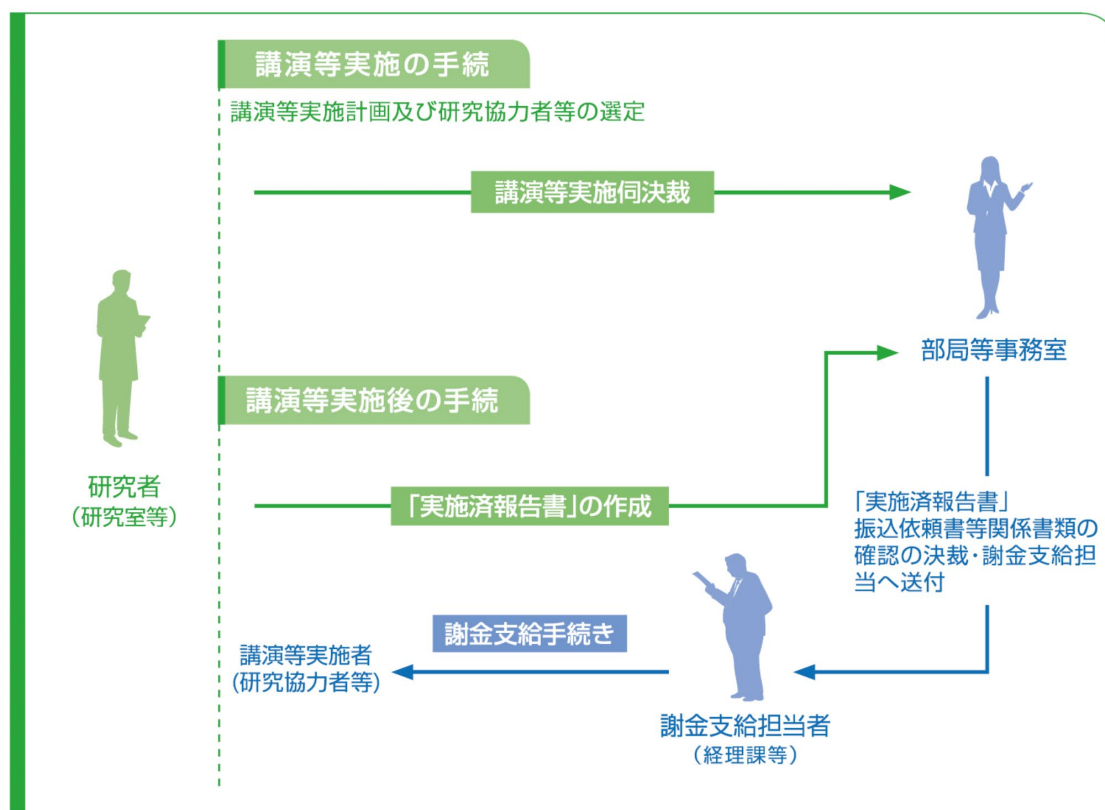 講演等実施の手続
講演等実施計画及び研究協力者等の選定
講演等実施伺決裁
部局等事務室
講演等実施後の手続
研究者
（研究室等）
「実施済報告書」の作成
「実施済報告書」
振込依頼書等関係書類の
確認の決裁・謝金支給担
当へ送付
謝金支給手続き
講演等実施者
(研究協力者等)
謝金支給担当者
（経理課等）